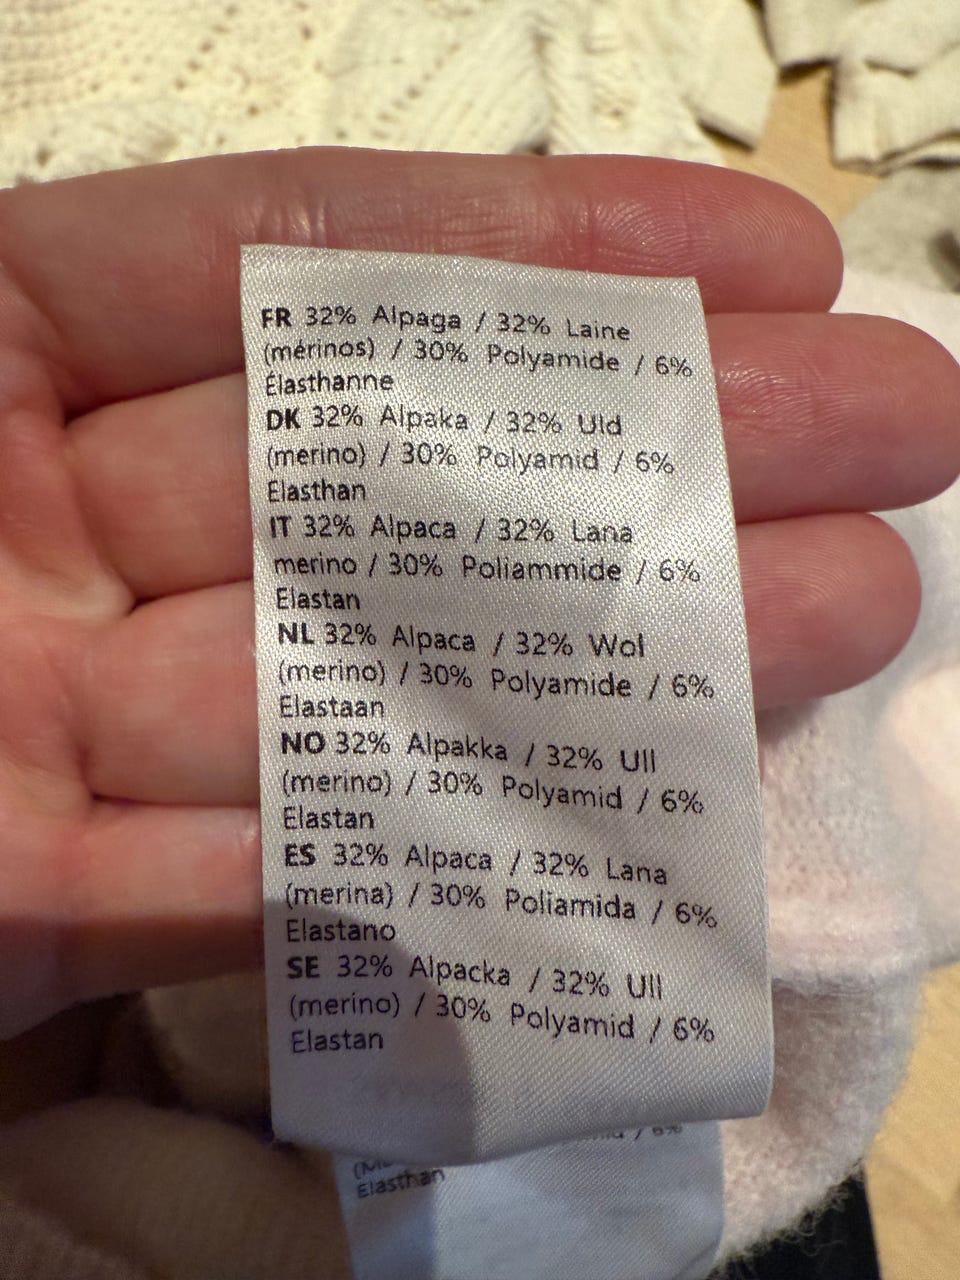 FR 32% Alpaga / 32% Laine
(mérinos) / 30% Polyamide / 6%
Élasthanne
DK 32% Alpaka / 32% Uld
(merino) / 30% Polyamid / 6%
Elasthan
IT 32% Alpaca / 32% Lana
merino / 30% Poliammide / 6%
Elastan
NL 32% Alpaca / 32% Wol
(merino) / 30% Polyamide / 6%
Elastaan
NO 32% Alpakka / 32% Ull
(merino) / 30% Polyamid / 6%
Elastan
ES 32% Alpaca / 32% Lana
(merina) / 30% Poliamida / 6%
Elastano
SE 32% Alpacka / 32% Ull
(merino) / 30% Polyamid / 6%
Elastan
/ 6%
Elasthan